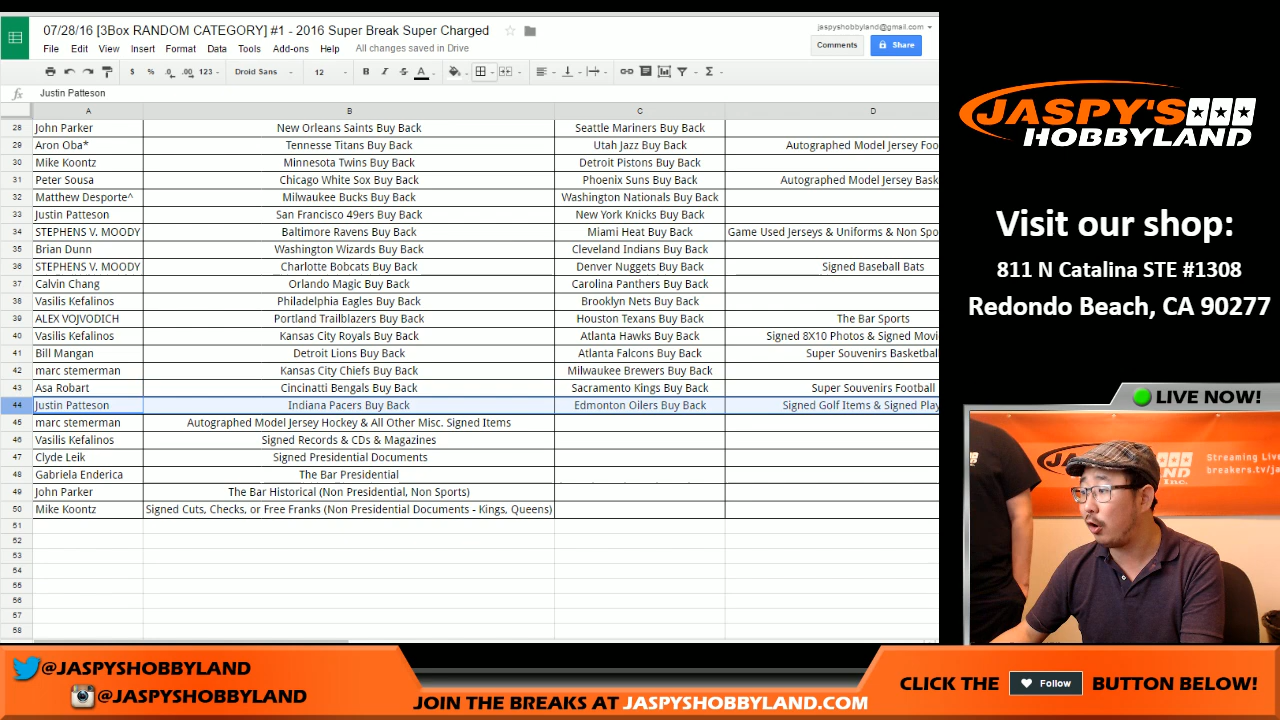 07/28/16 [3Box RANDOM CATEGORY] #1 - 2016 Super Break Super Charged
jaspyshobbyland@gmail.com
File Edit View Insert Format Data Tools Add-ons Help All changes saved in Drive
Comments Share
$ % .0 .00 123 Droid Sans 12 B I S A Σ
fx Justin Patteson
A B C D
28 John Parker New Orleans Saints Buy Back Seattle Mariners Buy Back
29 Aron Oba* Tennesse Titans Buy Back Utah Jazz Buy Back Autographed Model Jersey Foo
30 Mike Koontz Minnesota Twins Buy Back Detroit Pistons Buy Back
31 Peter Sousa Chicago White Sox Buy Back Phoenix Suns Buy Back Autographed Model Jersey Bask
32 Matthew Desporte^ Milwaukee Bucks Buy Back Washington Nationals Buy Back
33 Justin Patteson San Francisco 49ers Buy Back New York Knicks Buy Back
34 STEPHENS V. MOODY Baltimore Ravens Buy Back Miami Heat Buy Back Game Used Jerseys & Uniforms & Non Spo
35 Brian Dunn Washington Wizards Buy Back Cleveland Indians Buy Back
36 STEPHENS V. MOODY Charlotte Bobcats Buy Back Denver Nuggets Buy Back Signed Baseball Bats
37 Calvin Chang Orlando Magic Buy Back Carolina Panthers Buy Back
38 Vasilis Kefalinos Philadelphia Eagles Buy Back Brooklyn Nets Buy Back
39 ALEX VOJVODICH Portland Trailblazers Buy Back Houston Texans Buy Back The Bar Sports
40 Vasilis Kefalinos Kansas City Royals Buy Back Atlanta Hawks Buy Back Signed 8X10 Photos & Signed Movi
41 Bill Mangan Detroit Lions Buy Back Atlanta Falcons Buy Back Super Souvenirs Basketball
42 marc stemerman Kansas City Chiefs Buy Back Milwaukee Brewers Buy Back
43 Asa Robart Cincinatti Bengals Buy Back Sacramento Kings Buy Back Super Souvenirs Football
44 Justin Patteson Indiana Pacers Buy Back Edmonton Oilers Buy Back Signed Golf Items & Signed Play
45 marc stemerman Autographed Model Jersey Hockey & All Other Misc. Signed Items
46 Vasilis Kefalinos Signed Records & CDs & Magazines
47 Clyde Leik Signed Presidential Documents
48 Gabriela Enderica The Bar Presidential
49 John Parker The Bar Historical (Non Presidential, Non Sports)
50 Mike Koontz Signed Cuts, Checks, or Free Franks (Non Presidential Documents - Kings, Queens)
51
52
53
54
55
56
57
58
JASPY'S
HOBBYLAND
Visit our shop:
811 N Catalina STE #1308
Redondo Beach, CA 90277
LIVE NOW!
Streaming Live
breakers.tv/ja
Inc.
@JASPYSHOBBYLAND
@JASPYSHOBBYLAND
JOIN THE BREAKS AT JASPYSHOBBYLAND.COM
CLICK THE Follow BUTTON BELOW!